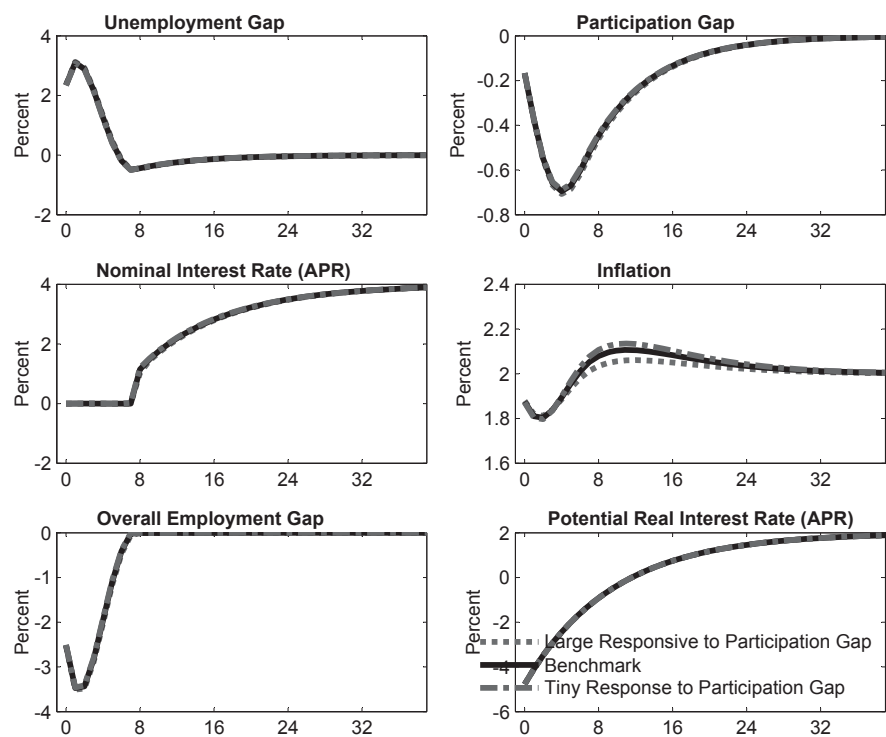 Unemployment Gap
Percent
4
2
0
-2
0 8 16 24 32
Participation Gap
Percent
0
-0.2
-0.4
-0.6
-0.8
0 8 16 24 32
Nominal Interest Rate (APR)
Percent
4
2
0
-2
0 8 16 24 32
Inflation
Percent
2.4
2.2
2
1.8
1.6
0 8 16 24 32
Overall Employment Gap
Percent
0
-1
-2
-3
-4
0 8 16 24 32
Potential Real Interest Rate (APR)
Percent
2
0
-2
-4
-6
0 8 16 24 32
Large Responsive to Participation Gap
Benchmark
Tiny Response to Participation Gap